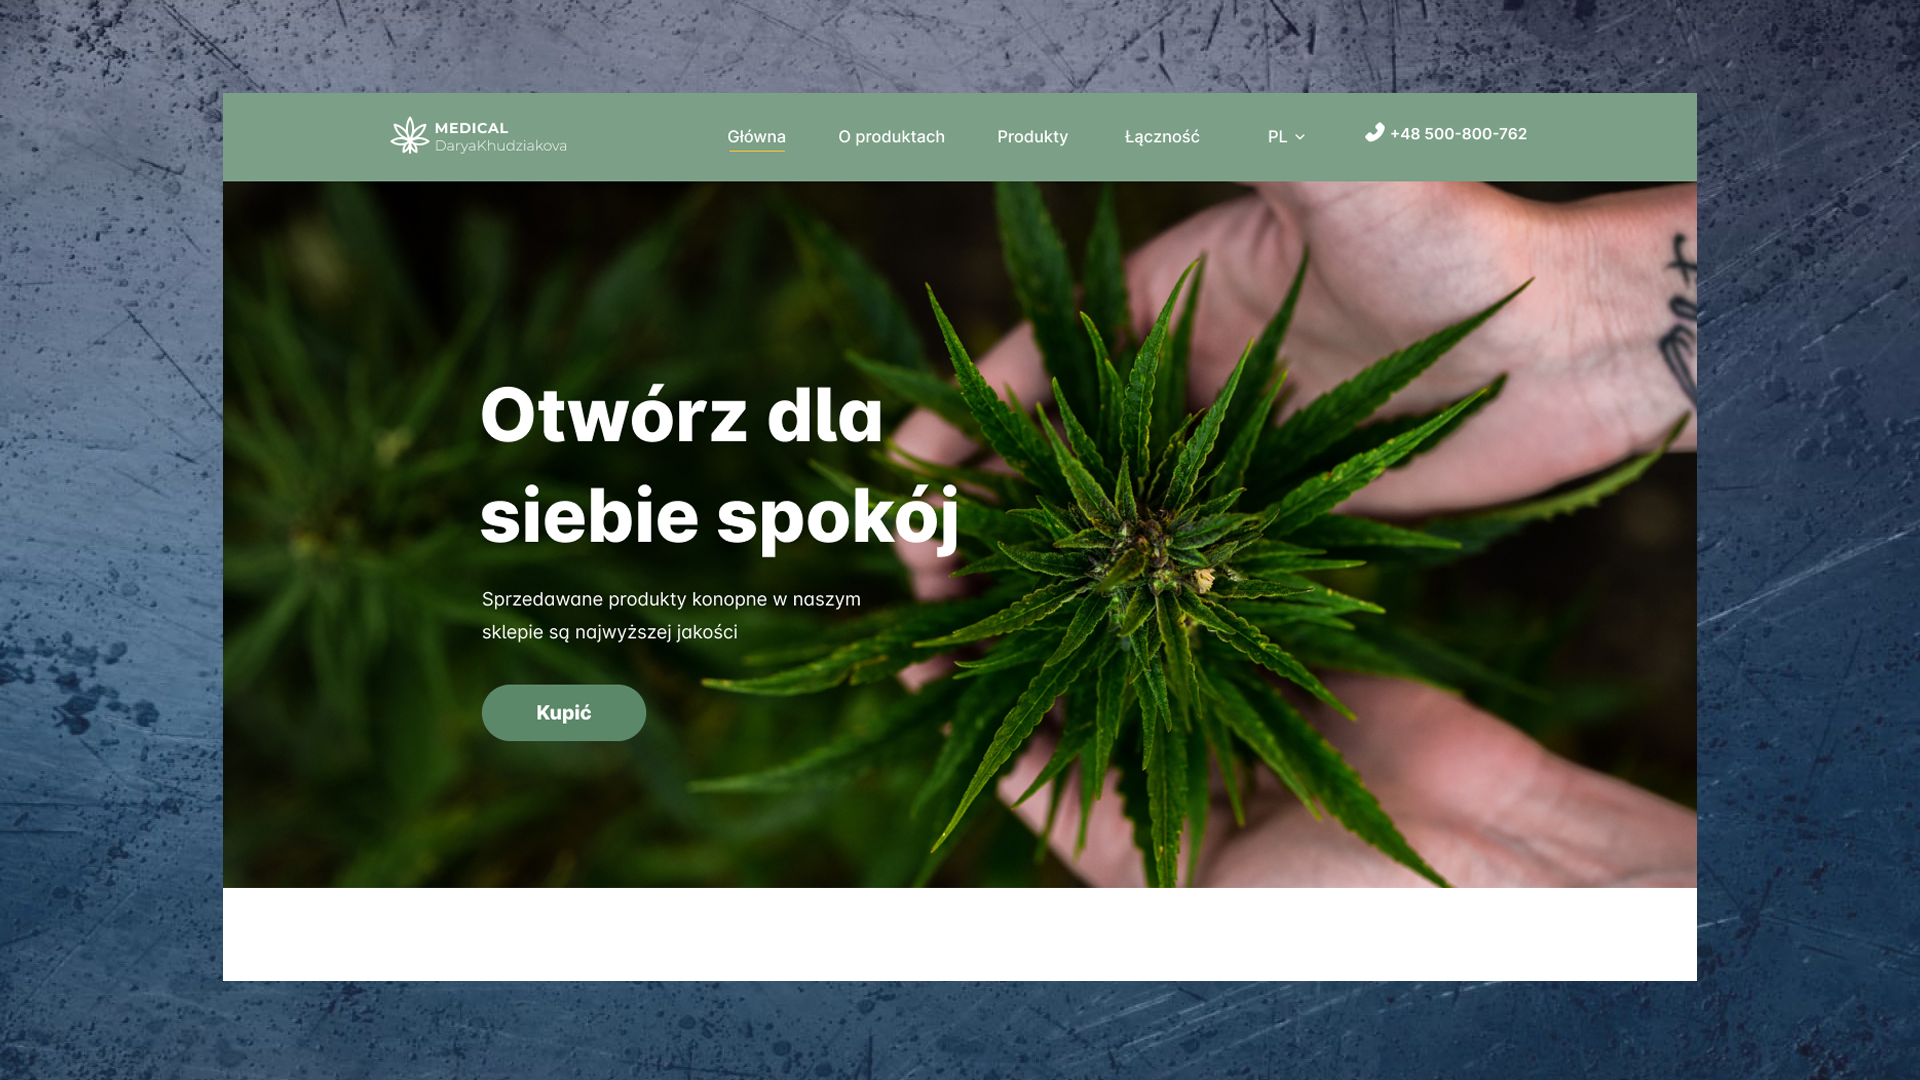 MEDICAL
DaryaKhudziakova
Główna
O produktach
Produkty
Łączność
PL
+48 500-800-762
Otwórz dla
siebie spokój
Sprzedawane produkty konopne w naszym
sklepie są najwyższej jakości
Kupić